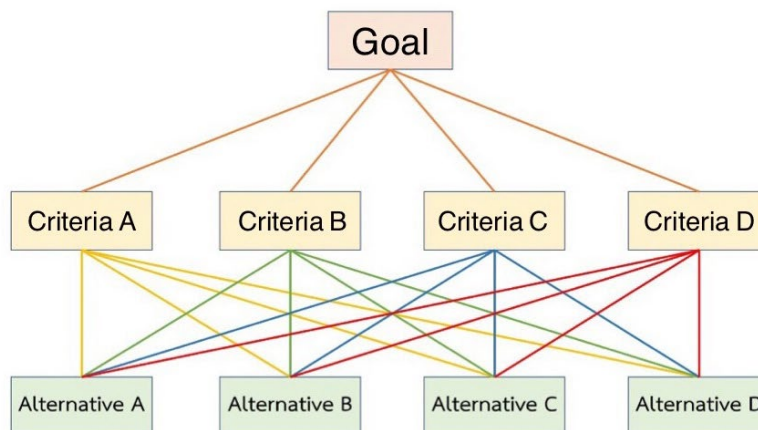 Goal
Criteria A
Criteria B
Criteria C
Criteria D
Alternative A
Alternative B
Alternative C
Alternative D